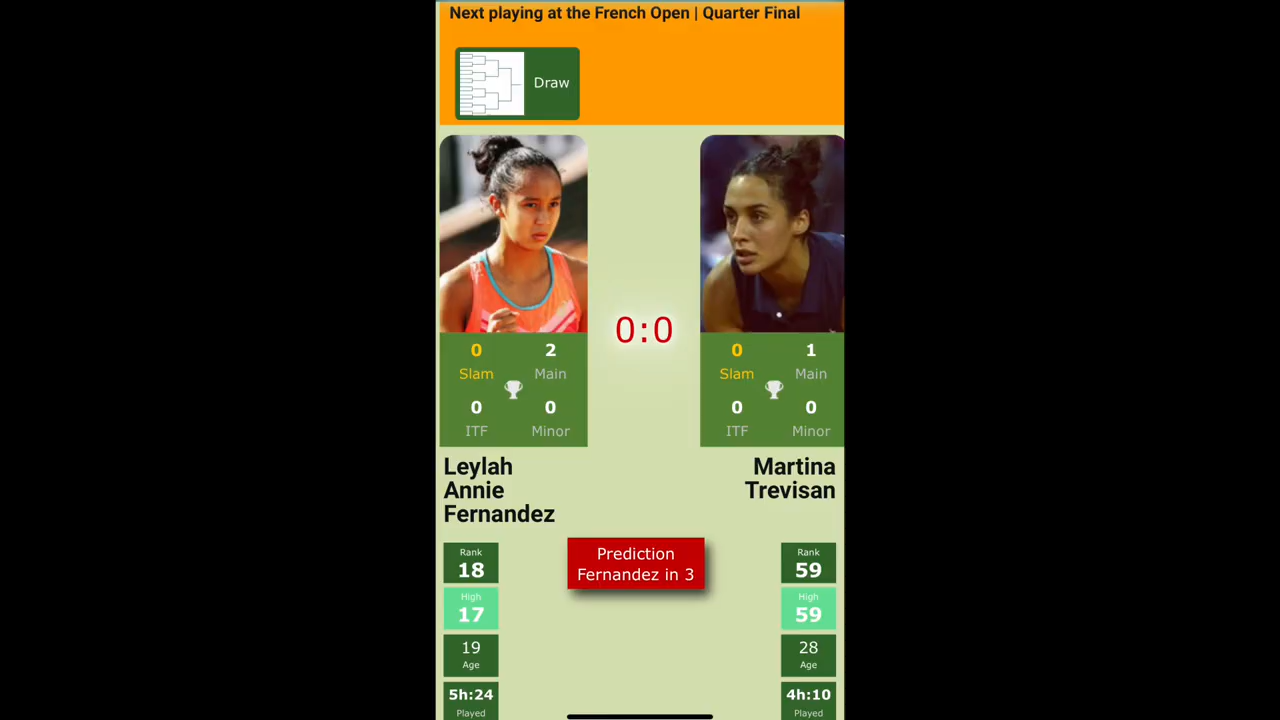 Next playing at the French Open | Quarter Final
Draw
0:0
0 2
Slam Main
0 0
ITF Minor
0 1
Slam Main
0 0
ITF Minor
Leylah
Annie
Fernandez
Martina
Trevisan
Prediction
Fernandez in 3
Rank
18
High
17
19
Age
5h:24
Played
Rank
59
High
59
28
Age
4h:10
Played